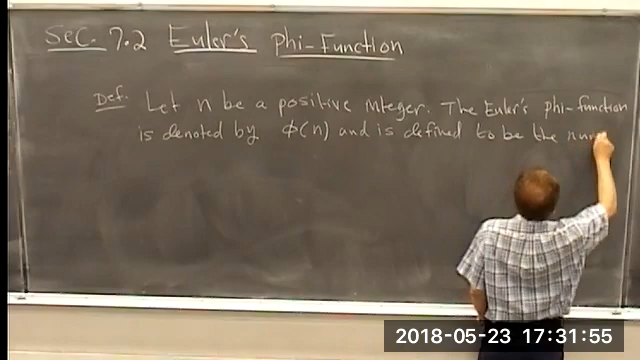 Sec. 7.2 Euler's Phi-Function
Def. Let n be a positive integer. The Euler's phi-function
is denoted by Φ(n) and is defined to be the num
2018-05-23 17:31:55